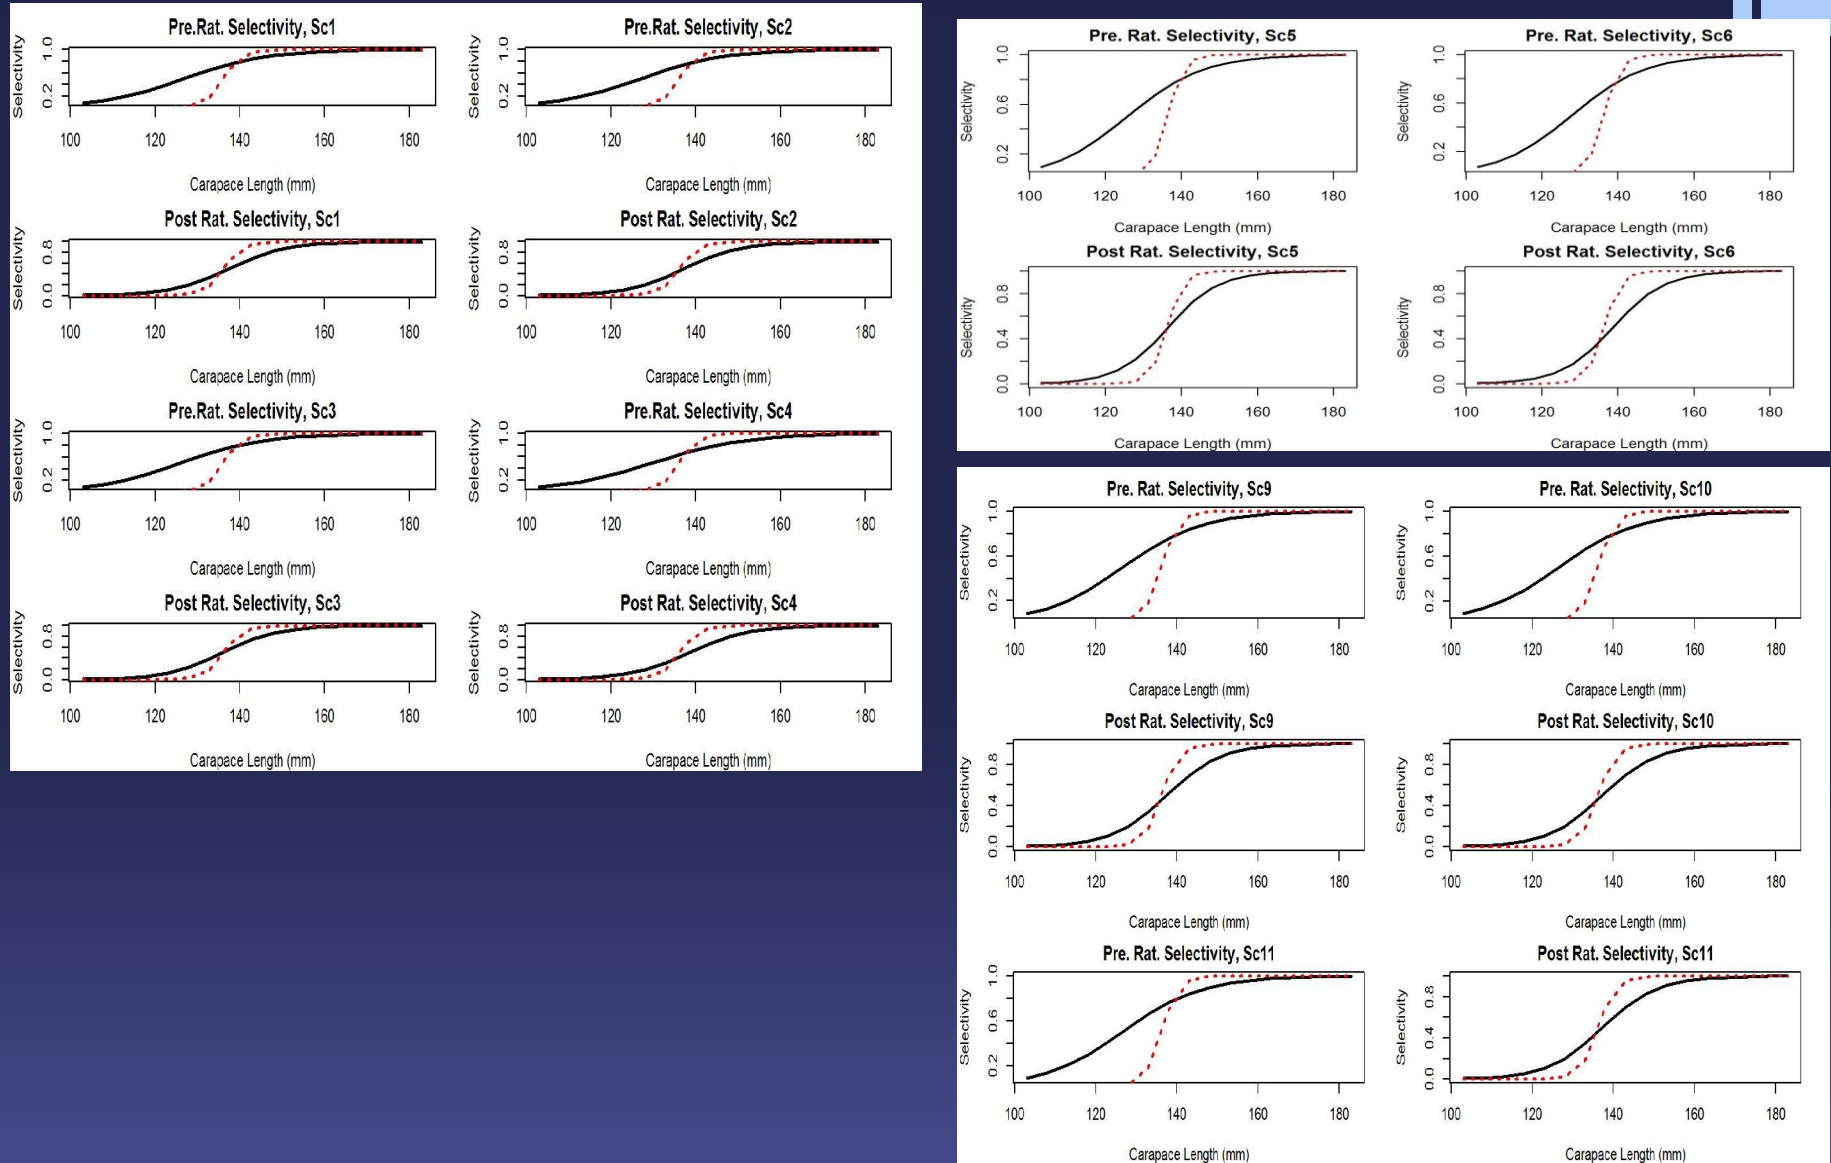 Pre.Rat. Selectivity, Sc1
Selectivity
0.2 1.0
100 120 140 160 180
Carapace Length (mm)
Pre.Rat. Selectivity, Sc2
Selectivity
0.2 1.0
100 120 140 160 180
Carapace Length (mm)
Post Rat. Selectivity, Sc1
Selectivity
0.0 0.8
100 120 140 160 180
Carapace Length (mm)
Post Rat. Selectivity, Sc2
Selectivity
0.0 0.8
100 120 140 160 180
Carapace Length (mm)
Pre.Rat. Selectivity, Sc3
Selectivity
0.2 1.0
100 120 140 160 180
Carapace Length (mm)
Pre.Rat. Selectivity, Sc4
Selectivity
0.2 1.0
100 120 140 160 180
Carapace Length (mm)
Post Rat. Selectivity, Sc3
Selectivity
0.0 0.8
100 120 140 160 180
Carapace Length (mm)
Post Rat. Selectivity, Sc4
Selectivity
0.0 0.8
100 120 140 160 180
Carapace Length (mm)
Pre. Rat. Selectivity, Sc5
Selectivity
0.2 0.6 1.0
100 120 140 160 180
Carapace Length (mm)
Pre. Rat. Selectivity, Sc6
Selectivity
0.2 0.6 1.0
100 120 140 160 180
Carapace Length (mm)
Post Rat. Selectivity, Sc5
Selectivity
0.0 0.4 0.8
100 120 140 160 180
Carapace Length (mm)
Post Rat. Selectivity, Sc6
Selectivity
0.0 0.4 0.8
100 120 140 160 180
Carapace Length (mm)
Pre. Rat. Selectivity, Sc9
Selectivity
0.2 0.6 1.0
100 120 140 160 180
Carapace Length (mm)
Pre. Rat. Selectivity, Sc10
Selectivity
0.2 0.6 1.0
100 120 140 160 180
Carapace Length (mm)
Post Rat. Selectivity, Sc9
Selectivity
0.0 0.4 0.8
100 120 140 160 180
Carapace Length (mm)
Post Rat. Selectivity, Sc10
Selectivity
0.0 0.4 0.8
100 120 140 160 180
Carapace Length (mm)
Pre. Rat. Selectivity, Sc11
Selectivity
0.2 0.6 1.0
100 120 140 160 180
Carapace Length (mm)
Post Rat. Selectivity, Sc11
Selectivity
0.0 0.4 0.8
100 120 140 160 180
Carapace Length (mm)